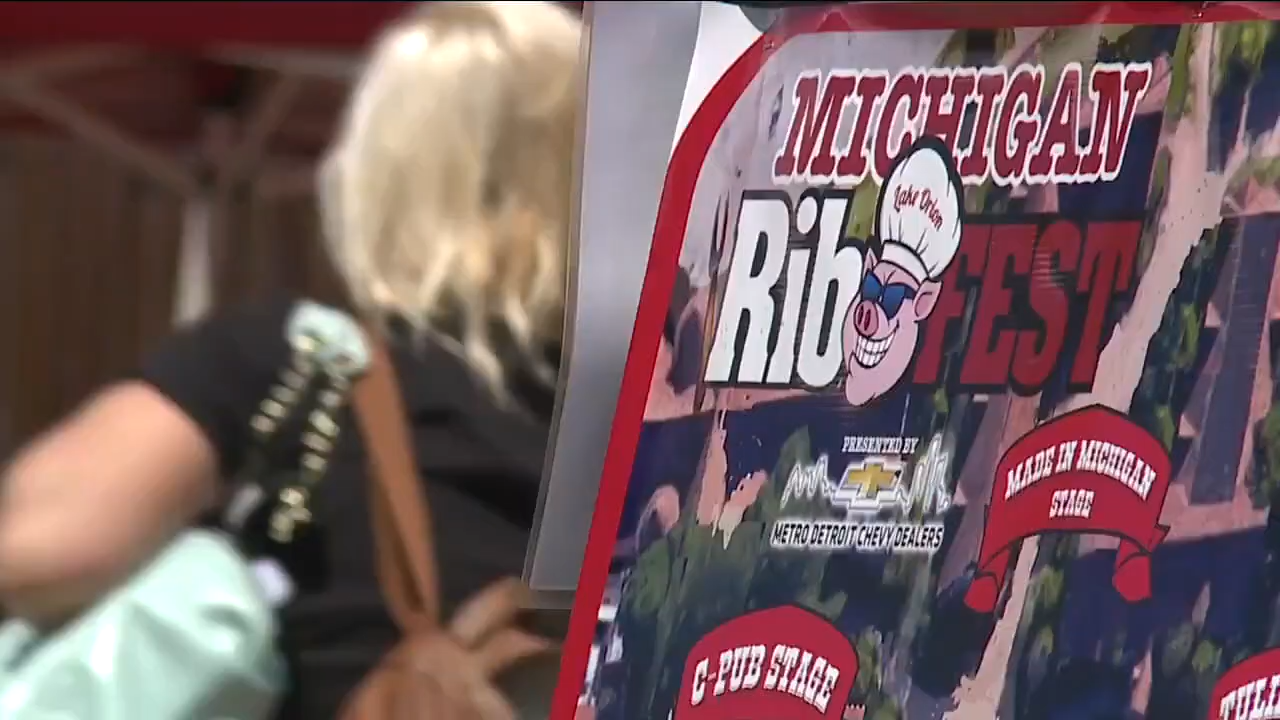 MICHIGAN
Lake Orion
Rib FEST
PRESENTED BY
METRO DETROIT CHEVY DEALERS
MADE IN MICHIGAN
STAGE
C-PUB STAGE